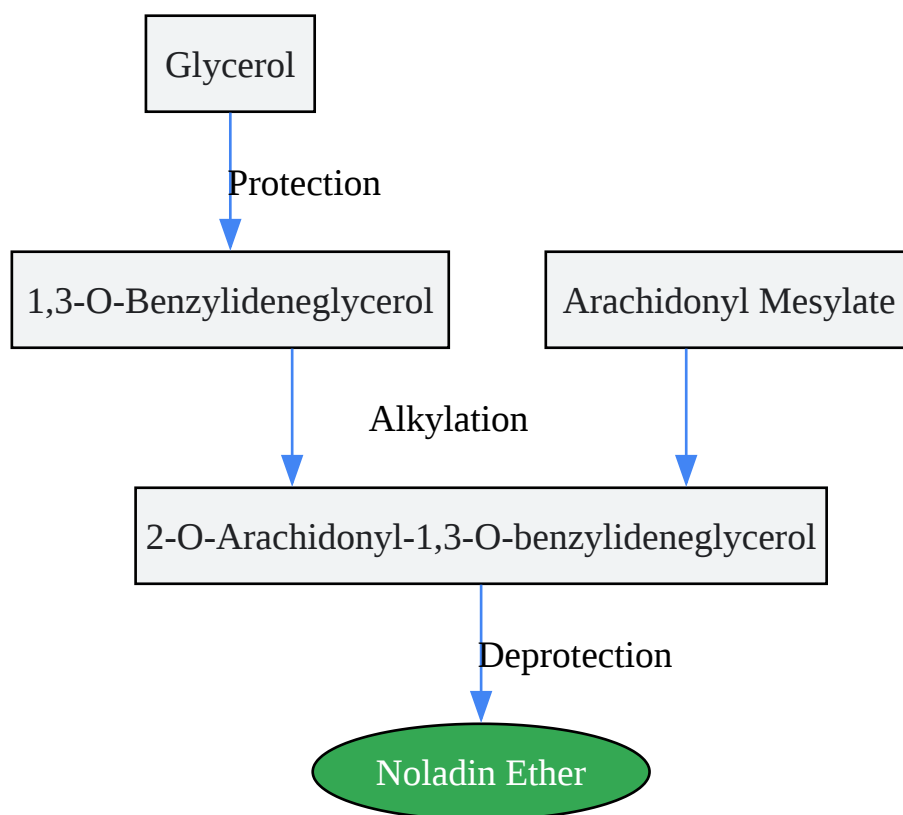 Glycerol
Protection
1,3-O-Benzylideneglycerol
Arachidonyl Mesylate
Alkylation
2-O-Arachidonyl-1,3-O-benzylideneglycerol
Deprotection
Noladin Ether